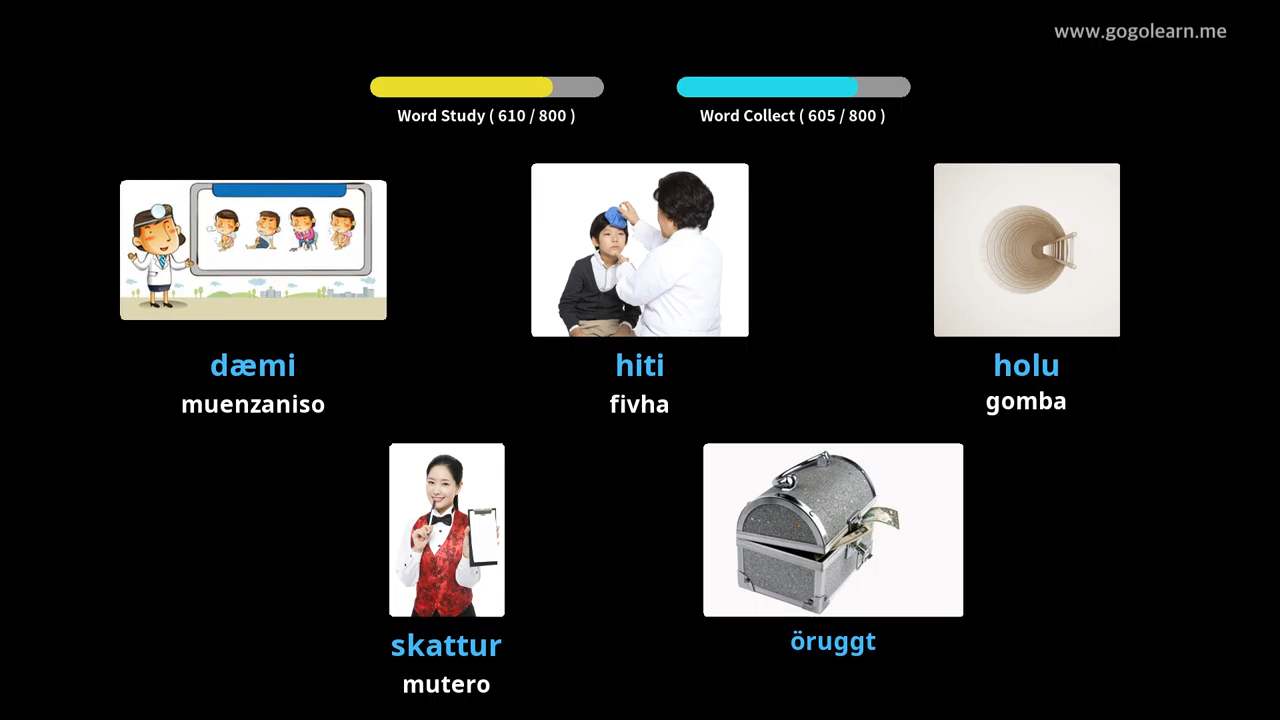 www.gogolearn.me
Word Study ( 610 / 800 )
Word Collect ( 605 / 800 )
dæmi
muenzaniso
hiti
fivha
holu
gomba
skattur
mutero
öruggt